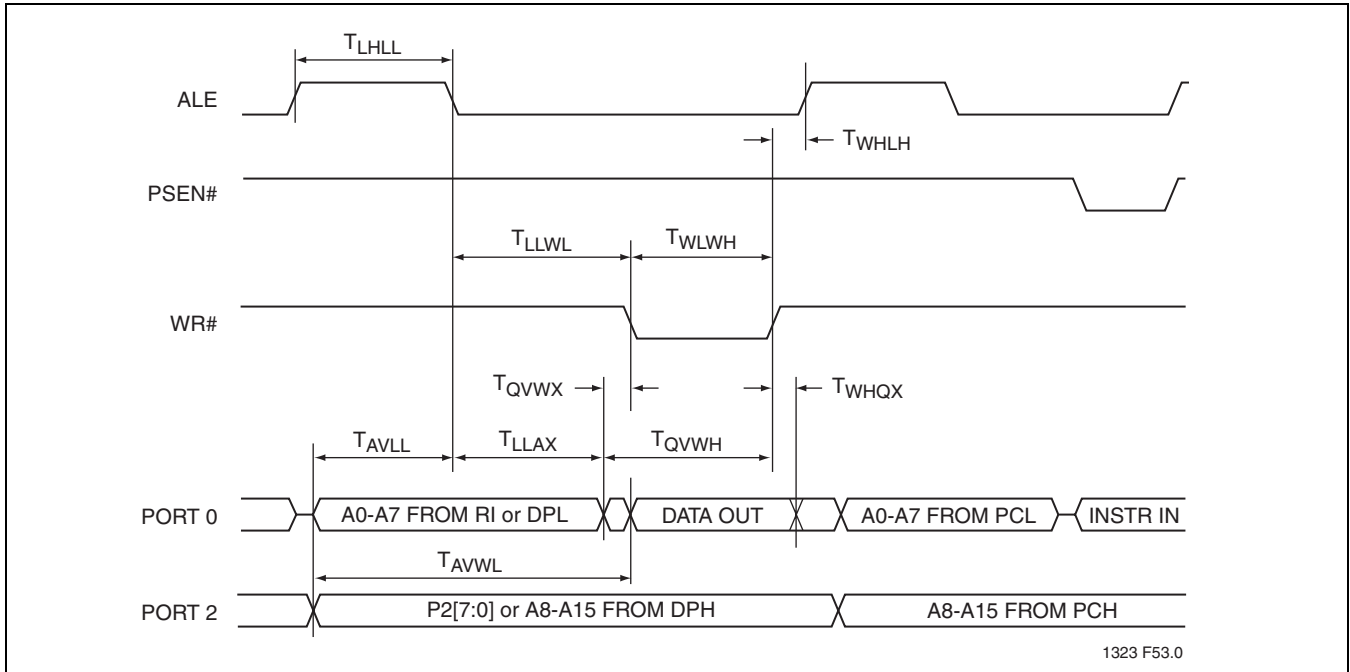 TLHLL
ALE
TWHLH
PSEN#
TLLWL
TWLWH
WR#
TQVWX
TWHQX
TAVLL
TLLAX
TQVWH
PORT 0
A0-A7 FROM RI or DPL
DATA OUT
A0-A7 FROM PCL
INSTR IN
TAVWL
PORT 2
P2[7:0] or A8-A15 FROM DPH
A8-A15 FROM PCH
1323 F53.0